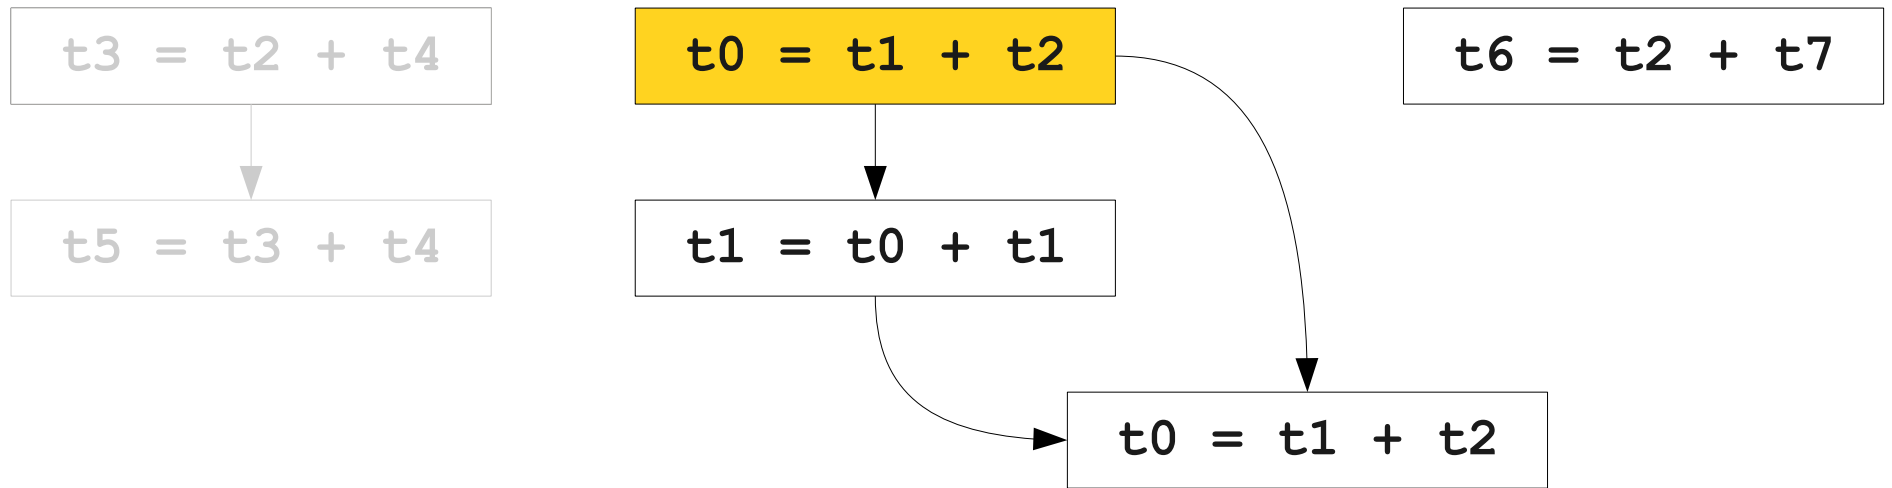 t3 = t2 + t4
t0 = t1 + t2
t6 = t2 + t7
t5 = t3 + t4
t1 = t0 + t1
t0 = t1 + t2